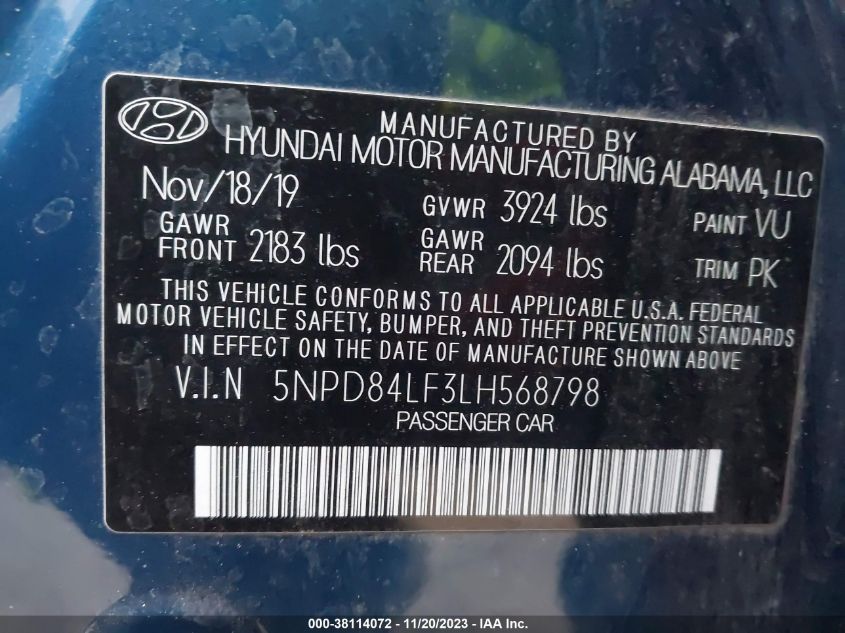 MANUFACTURED BY
HYUNDAI MOTOR MANUFACTURING ALABAMA, LLC
Nov/18/19 GVWR 3924 lbs PAINT VU
GAWR FRONT 2183 lbs GAWR REAR 2094 lbs TRIM PK
THIS VEHICLE CONFORMS TO ALL APPLICABLE U.S.A. FEDERAL
MOTOR VEHICLE SAFETY, BUMPER, AND THEFT PREVENTION STANDARDS
IN EFFECT ON THE DATE OF MANUFACTURE SHOWN ABOVE
V.I.N 5NPD84LF3LH568798
PASSENGER CAR
000-38114072 - 11/20/2023 - IAA Inc.